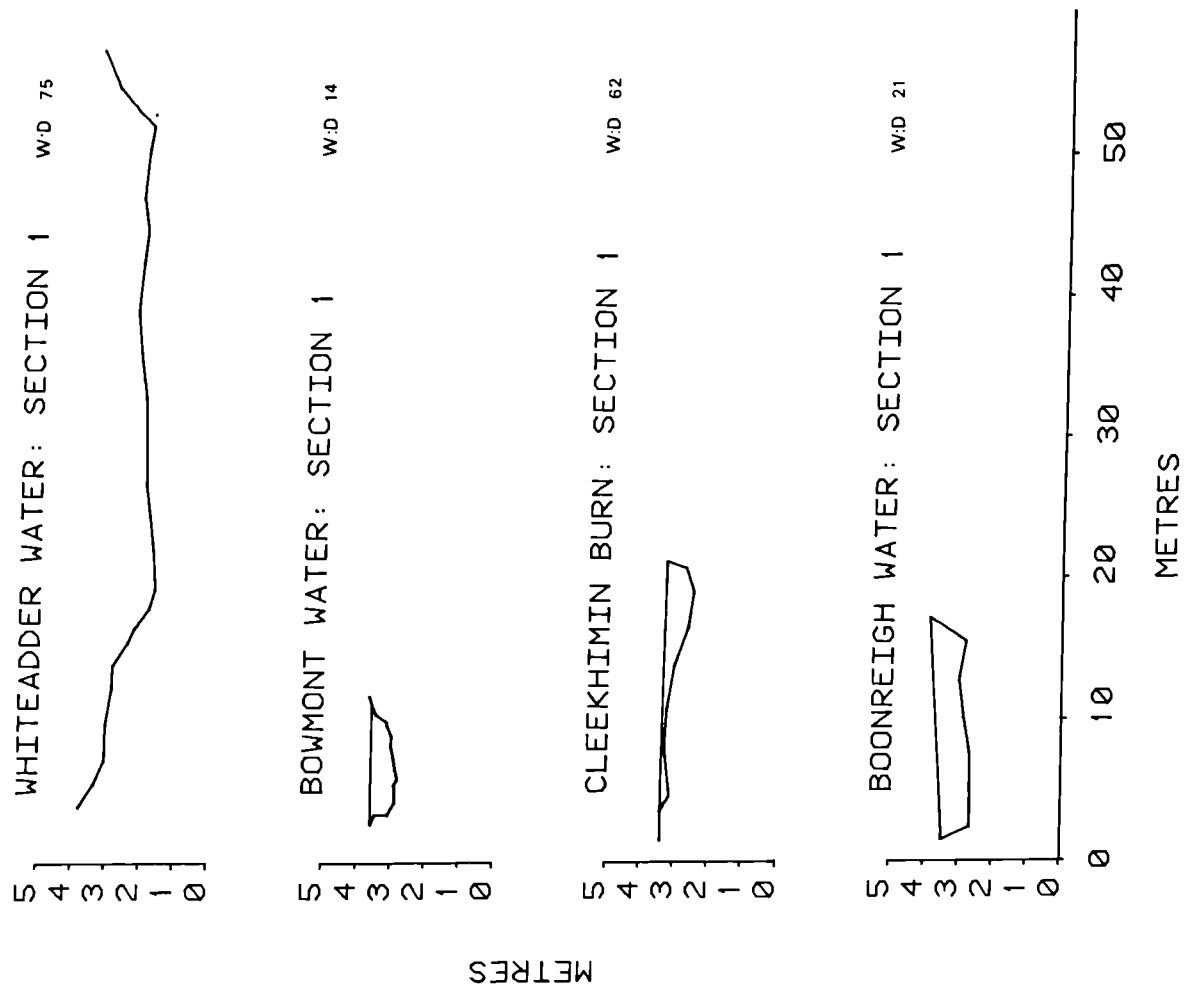 WHITEADDER WATER: SECTION 1
W:D 75
5
4
3
2
1
0
BOWMONT WATER: SECTION 1
W:D 14
5
4
3
2
1
0
CLEEKHIMIN BURN: SECTION 1
W:D 62
5
4
3
2
1
0
BOONREIGH WATER: SECTION 1
W:D 21
5
4
3
2
1
0
METRES
0 10 20 30 40 50
METRES